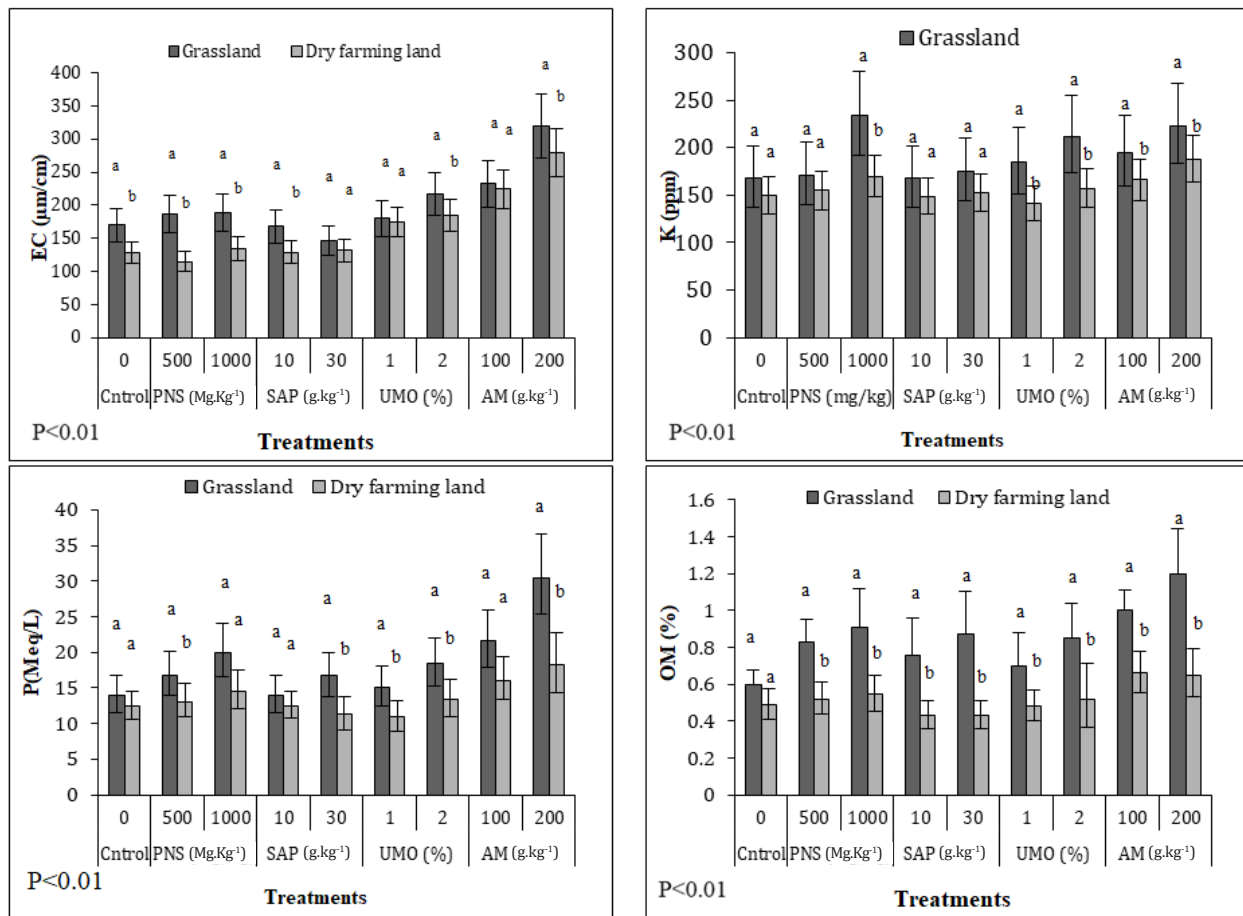 Grassland Dry farming land
400
350
300
250
200
150
100
50
0
EC (µm/cm)
a b a b a b a b a a a a a b a a a b
0 500 1000 10 30 1 2 100 200
Cntrol PNS (Mg.Kg⁻¹) SAP (g.kg⁻¹) UMO (%) AM (g.kg⁻¹)
P<0.01
Treatments
Grassland
300
250
200
150
100
50
0
K (ppm)
a a a a a b a a a a a b a b a b a b
0 500 1000 10 30 1 2 100 200
Cntrol PNS (mg/kg) SAP (g.kg⁻¹) UMO (%) AM (g.kg⁻¹)
P<0.01
Treatments
Grassland Dry farming land
40
35
30
25
20
15
10
5
0
P(Meq/L)
a a a b a a a a a b a b a b a a a b
0 500 1000 10 30 1 2 100 200
Cntrol PNS (Mg.Kg⁻¹) SAP (g.kg⁻¹) UMO (%) AM (g.kg⁻¹)
P<0.01
Treatments
Grassland Dry farming land
1.6
1.4
1.2
1
0.8
0.6
0.4
0.2
0
OM (%)
a a a b a b a b a b a b a b a b a b
0 500 1000 10 30 1 2 100 200
Cntrol PNS (Mg.Kg⁻¹) SAP (g.kg⁻¹) UMO (%) AM (g.kg⁻¹)
P<0.01
Treatments